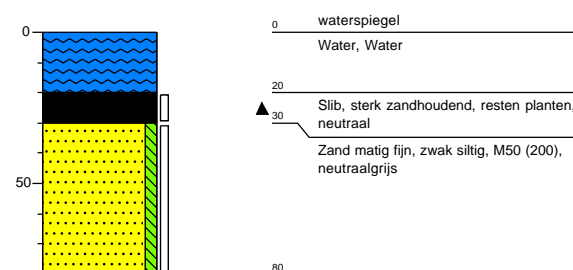 0
0
waterspiegel
Water, Water
20
Slib, sterk zandhoudend, resten planten,
neutraal
30
Zand matig fijn, zwak siltig, M50 (200),
neutraalgrijs
50
80